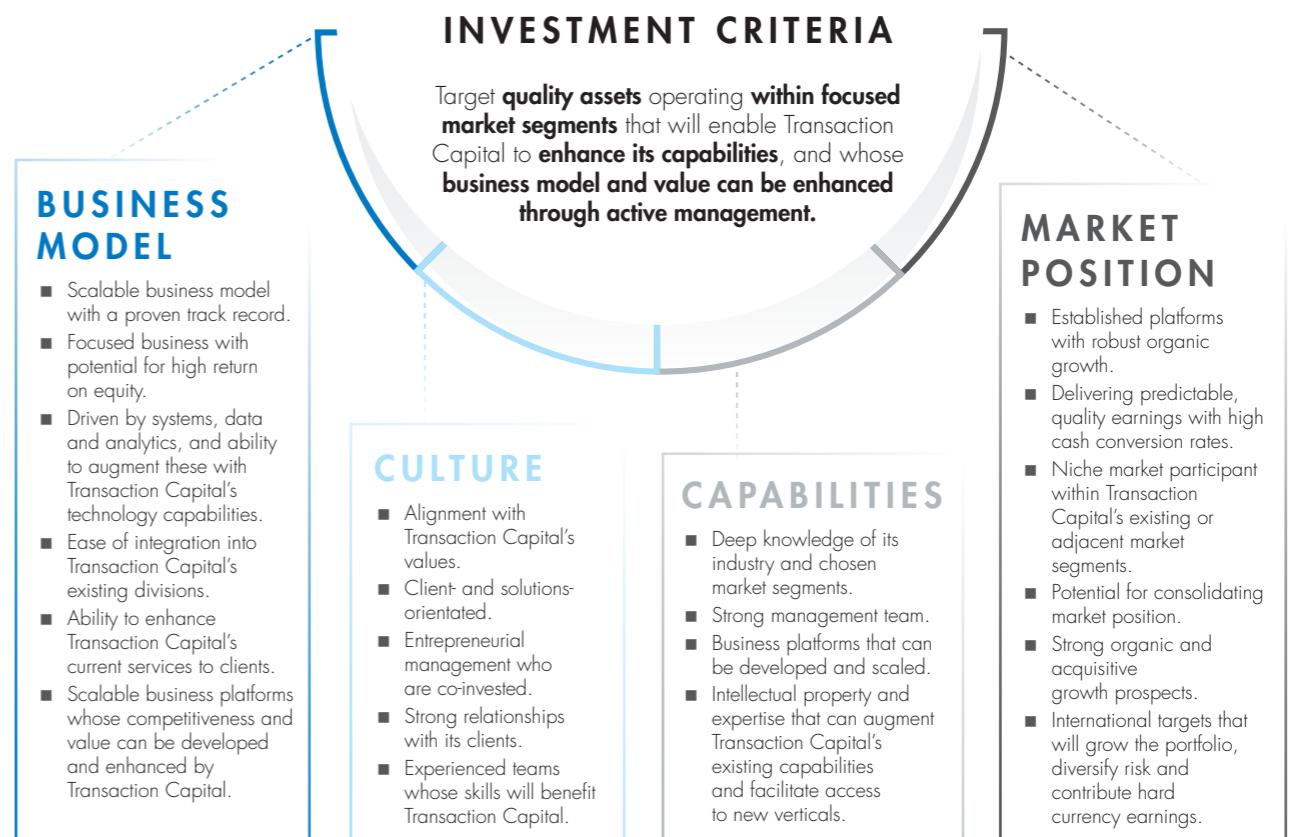 INVESTMENT CRITERIA
Target quality assets operating within focused
market segments that will enable Transaction
Capital to enhance its capabilities, and whose
business model and value can be enhanced
through active management.
BUSINESS
MODEL
■ Scalable business model
with a proven track record.
■ Focused business with
potential for high return
on equity.
■ Driven by systems, data
and analytics, and ability
to augment these with
Transaction Capital’s
technology capabilities.
■ Ease of integration into
Transaction Capital’s
existing divisions.
■ Ability to enhance
Transaction Capital’s
current services to clients.
■ Scalable business platforms
whose competitiveness and
value can be developed
and enhanced by
Transaction Capital.
CULTURE
■ Alignment with
Transaction Capital’s
values.
■ Client- and solutions-
orientated.
■ Entrepreneurial
management who
are co-invested.
■ Strong relationships
with its clients.
■ Experienced teams
whose skills will benefit
Transaction Capital.
CAPABILITIES
■ Deep knowledge of its
industry and chosen
market segments.
■ Strong management team.
■ Business platforms that can
be developed and scaled.
■ Intellectual property and
expertise that can augment
Transaction Capital’s
existing capabilities
and facilitate access
to new verticals.
MARKET
POSITION
■ Established platforms
with robust organic
growth.
■ Delivering predictable,
quality earnings with high
cash conversion rates.
■ Niche market participant
within Transaction
Capital’s existing or
adjacent market
segments.
■ Potential for consolidating
market position.
■ Strong organic and
acquisitive
growth prospects.
■ International targets that
will grow the portfolio,
diversify risk and
contribute hard
currency earnings.